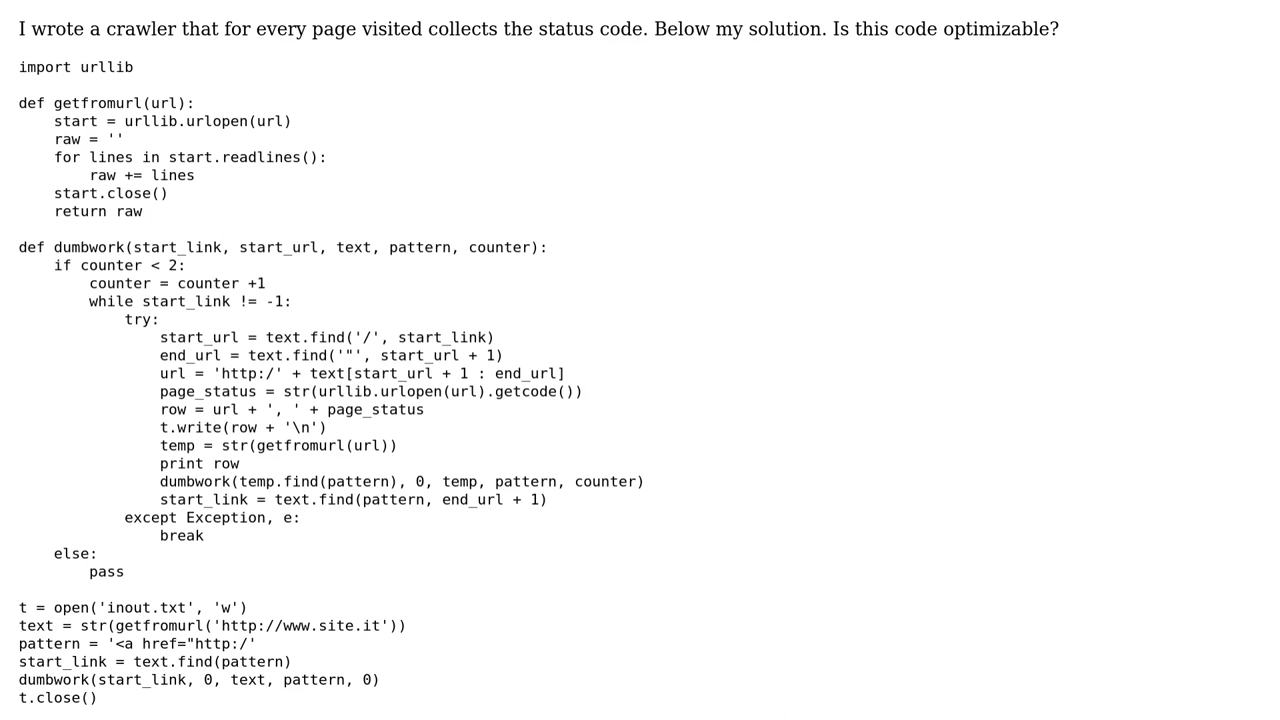 I wrote a crawler that for every page visited collects the status code. Below my solution. Is this code optimizable?
import urllib
def getfromurl(url):
    start = urllib.urlopen(url)
    raw = ''
    for lines in start.readlines():
        raw += lines
    start.close()
    return raw
def dumbwork(start_link, start_url, text, pattern, counter):
    if counter < 2:
        counter = counter +1
        while start_link != -1:
            try:
                start_url = text.find('/', start_link)
                end_url = text.find('"', start_url + 1)
                url = 'http:/' + text[start_url + 1 : end_url]
                page_status = str(urllib.urlopen(url).getcode())
                row = url + ', ' + page_status
                t.write(row + '\n')
                temp = str(getfromurl(url))
                print row
                dumbwork(temp.find(pattern), 0, temp, pattern, counter)
                start_link = text.find(pattern, end_url + 1)
            except Exception, e:
                break
    else:
        pass
t = open('inout.txt', 'w')
text = str(getfromurl('http://www.site.it'))
pattern = '<a href="http:/'
start_link = text.find(pattern)
dumbwork(start_link, 0, text, pattern, 0)
t.close()